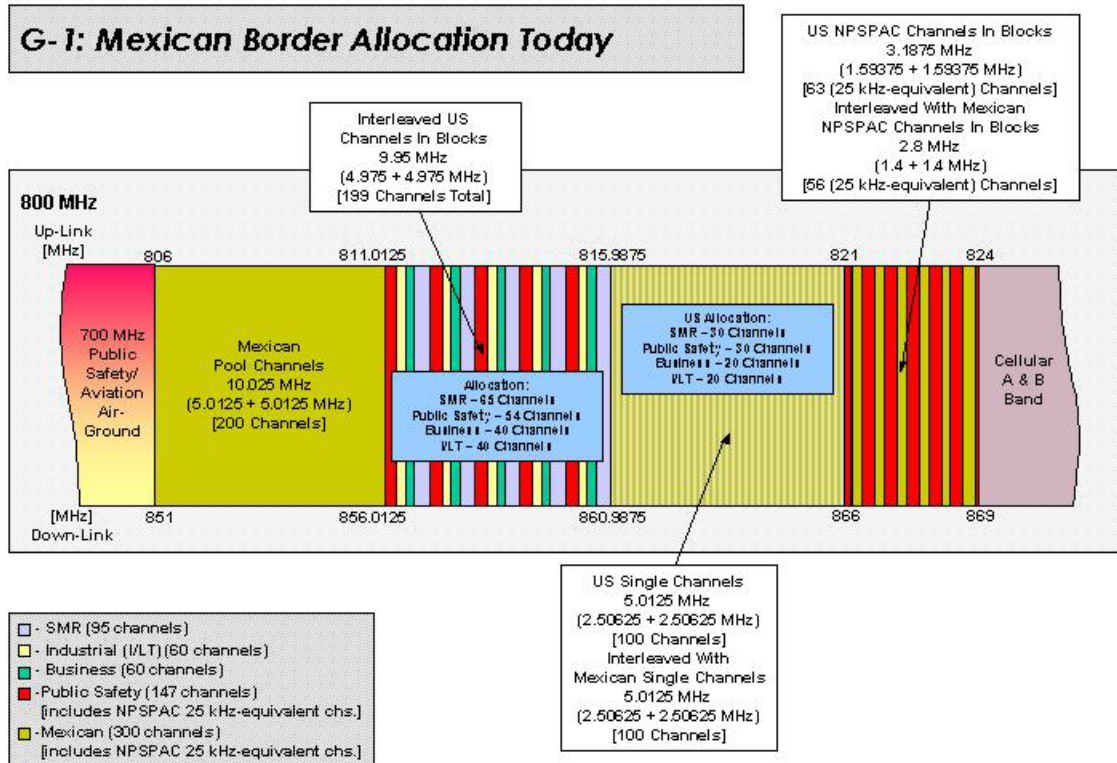 G-1: Mexican Border Allocation Today
US NPSPAC Channels In Blocks
3.1875 MHz
(1.59375 + 1.59375 MHz)
[63 (25 kHz-equivalent) Channels]
Interleaved With Mexican
NPSPAC Channels In Blocks
2.8 MHz
(1.4 + 1.4 MHz)
[56 (25 kHz-equivalent) Channels]
Interleaved US
Channels In Blocks
9.95 MHz
(4.975 + 4.975 MHz)
[199 Channels Total]
800 MHz
Up-Link
[MHz]
806
811.0125
815.9875
821
824
700 MHz
Public
Safety/
Aviation
Air-
Ground
Mexican
Pool Channels
10.025 MHz
(5.0125 + 5.0125 MHz)
[200 Channels]
Allocation:
SMR – 65 Channels
Public Safety – 54 Channels
Business – 40 Channels
I/LT – 40 Channels
US Allocation:
SMR – 30 Channels
Public Safety – 30 Channels
Business – 20 Channels
I/LT – 20 Channels
Cellular
A & B
Band
[MHz]
Down-Link
851
856.0125
860.9875
866
869
US Single Channels
5.0125 MHz
(2.50625 + 2.50625 MHz)
[100 Channels]
Interleaved With
Mexican Single Channels
5.0125 MHz
(2.50625 + 2.50625 MHz)
[100 Channels]
- SMR (95 channels)
- Industrial (I/LT) (60 channels)
- Business (60 channels)
-Public Safety (147 channels)
[includes NPSPAC 25 kHz-equivalent chs.]
-Mexican (300 channels)
[includes NPSPAC 25 kHz-equivalent chs.]